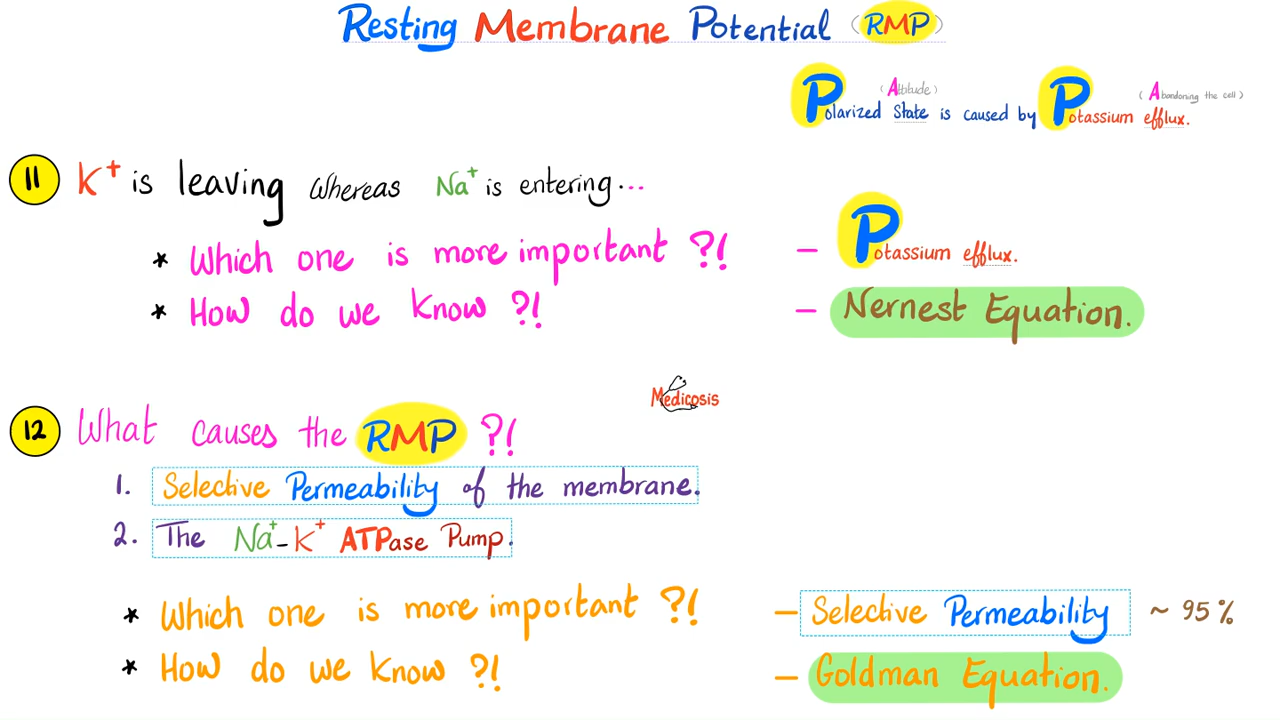 Resting Membrane Potential (RMP)
(Attitude) (Abandoning the cell)
Polarized State is caused by Potassium efflux.
11 K+ is leaving whereas Na+ is entering...
* Which one is more important ?! – Potassium efflux.
* How do we know ?! – Nernest Equation.
Medicosis
12 What causes the RMP ?!
1. Selective Permeability of the membrane.
2. The Na+-K+ ATPase Pump.
* Which one is more important ?! – Selective Permeability ~ 95%
* How do we know ?! – Goldman Equation.